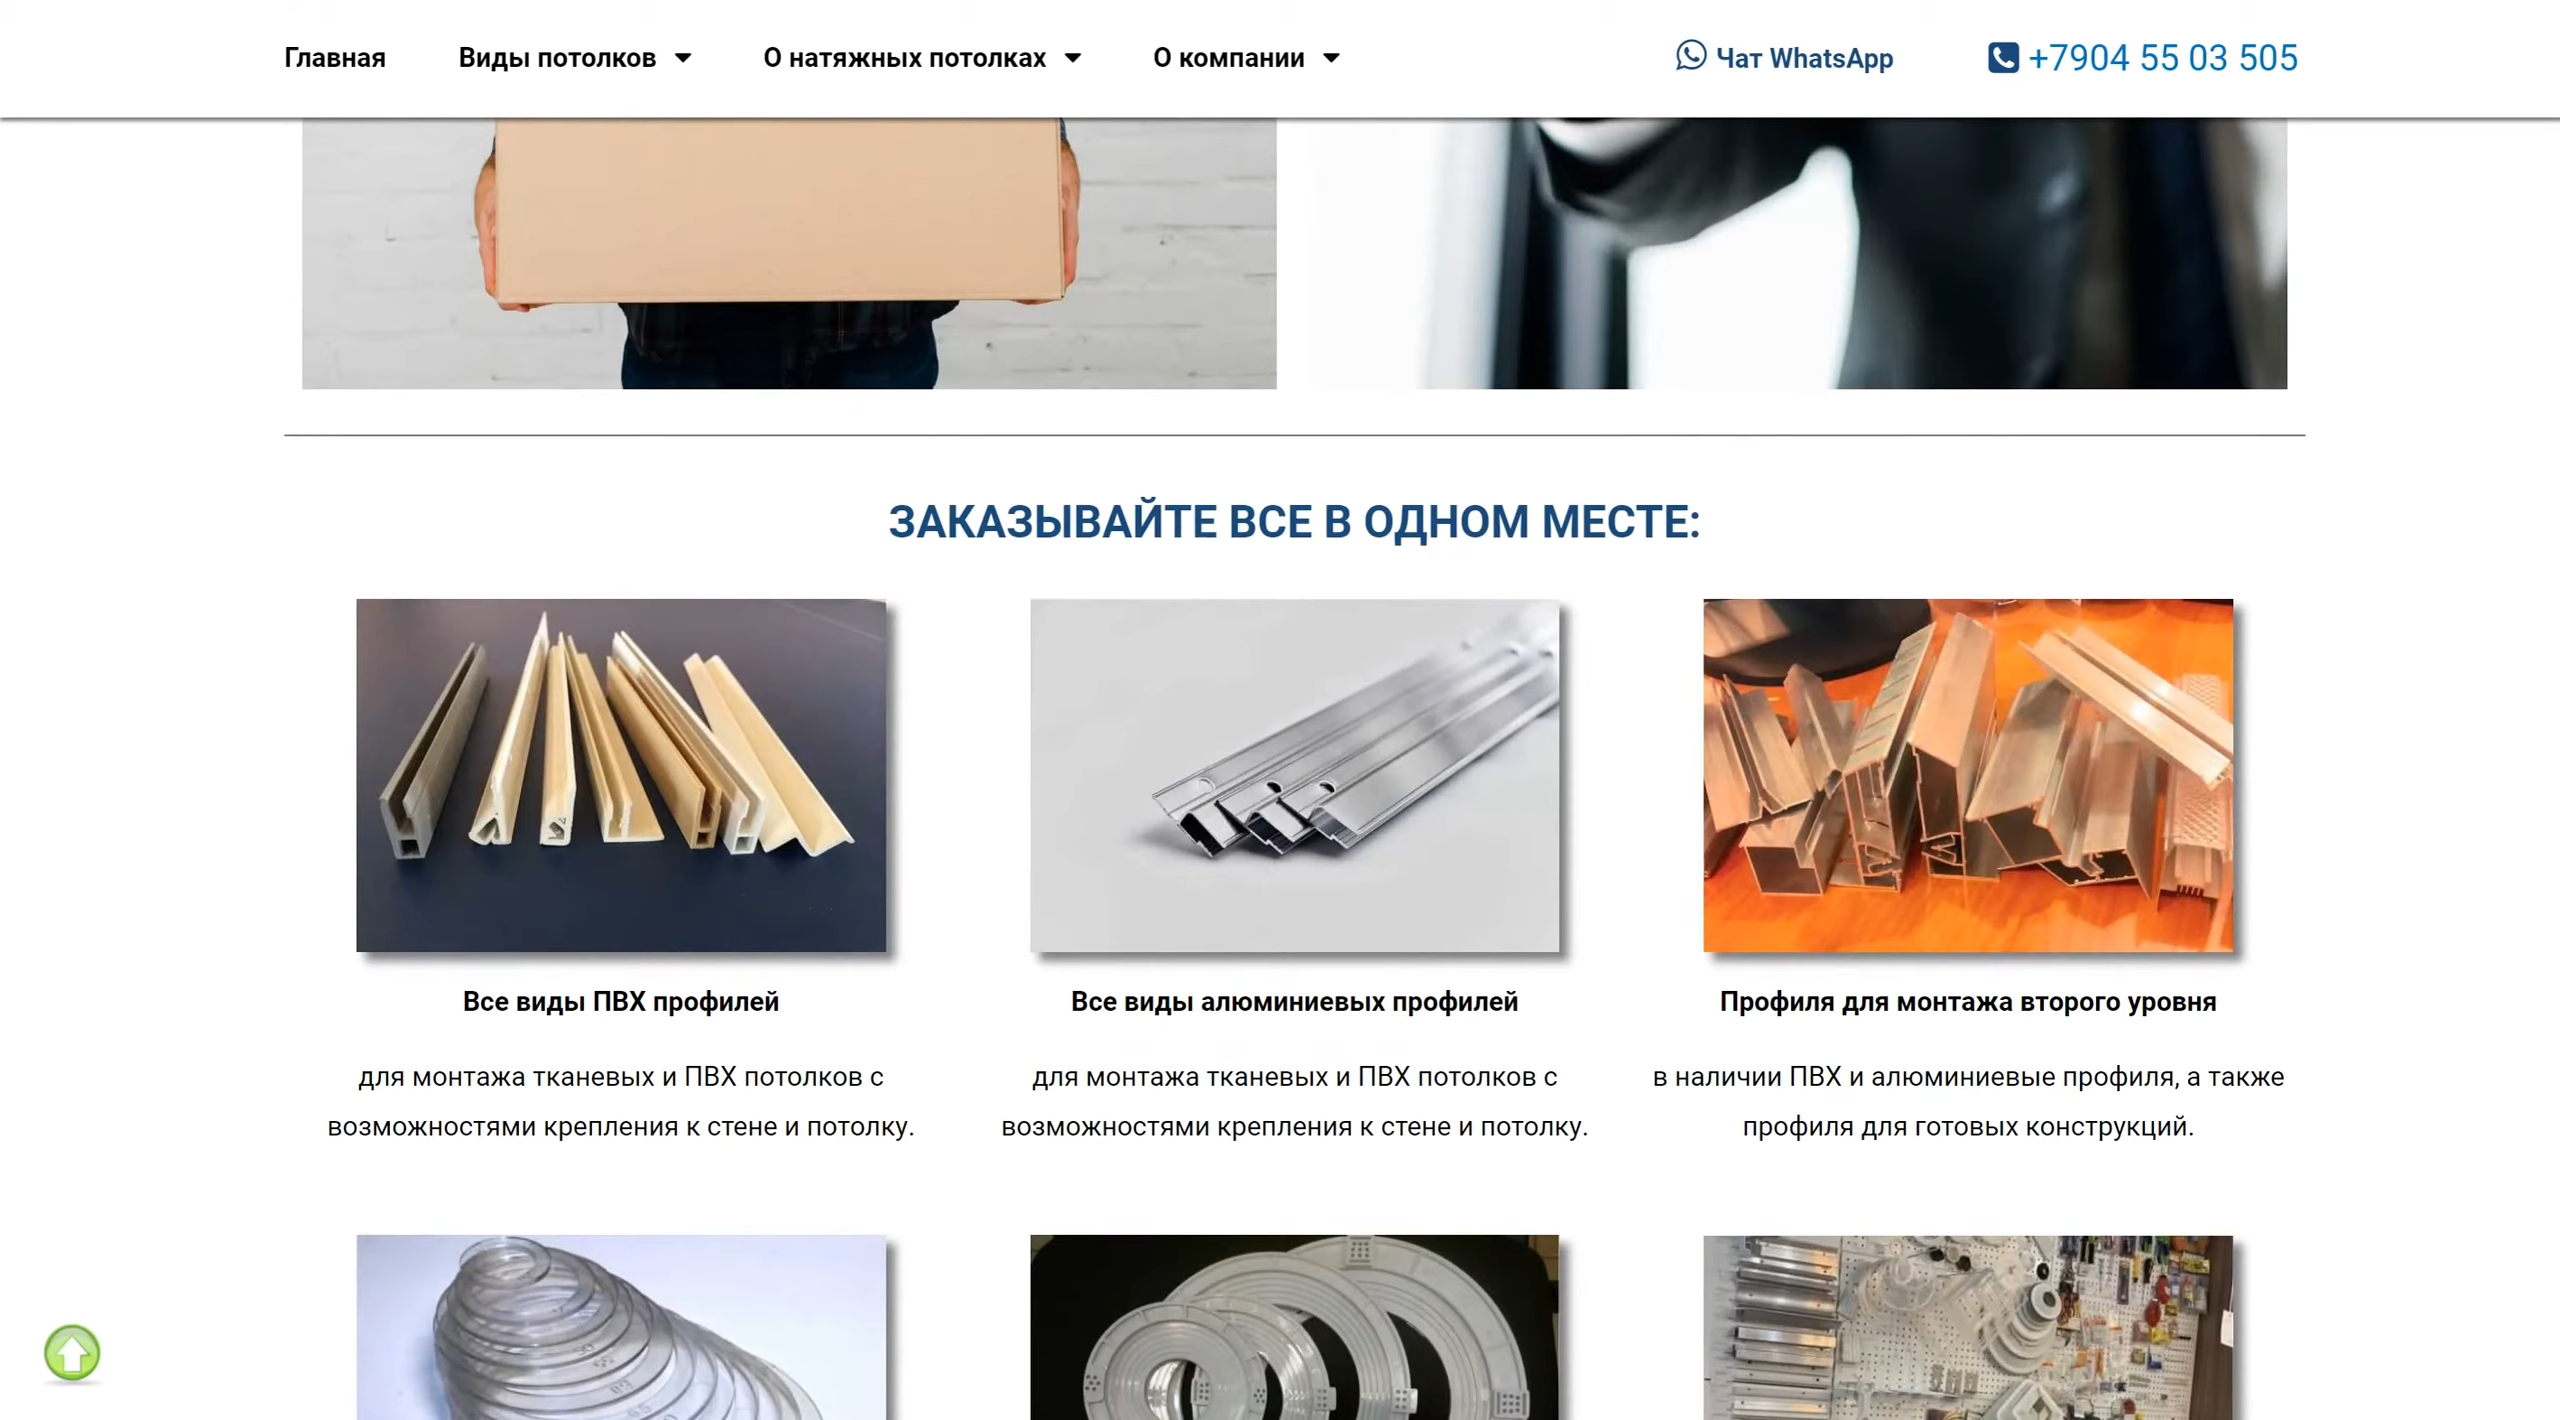 Главная
Виды потолков
О натяжных потолках
О компании
Чат WhatsApp
+7904 55 03 505
ЗАКАЗЫВАЙТЕ ВСЕ В ОДНОМ МЕСТЕ:
Все виды ПВХ профилей
для монтажа тканевых и ПВХ потолков с
возможностями крепления к стене и потолку.
Все виды алюминиевых профилей
для монтажа тканевых и ПВХ потолков с
возможностями крепления к стене и потолку.
Профиля для монтажа второго уровня
в наличии ПВХ и алюминиевые профиля, а также
профиля для готовых конструкций.